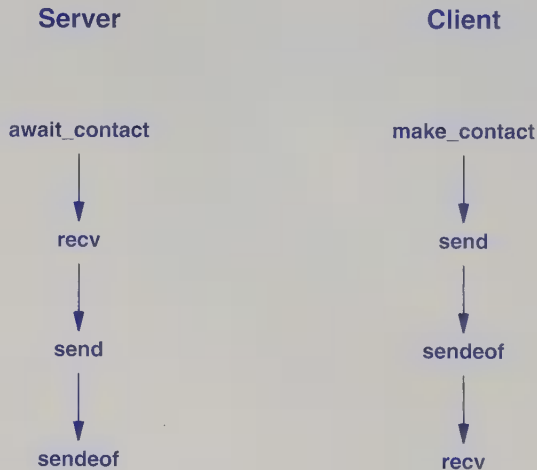 Server
Client
await_contact
make_contact
recv
send
send
sendeof
sendeof
recv